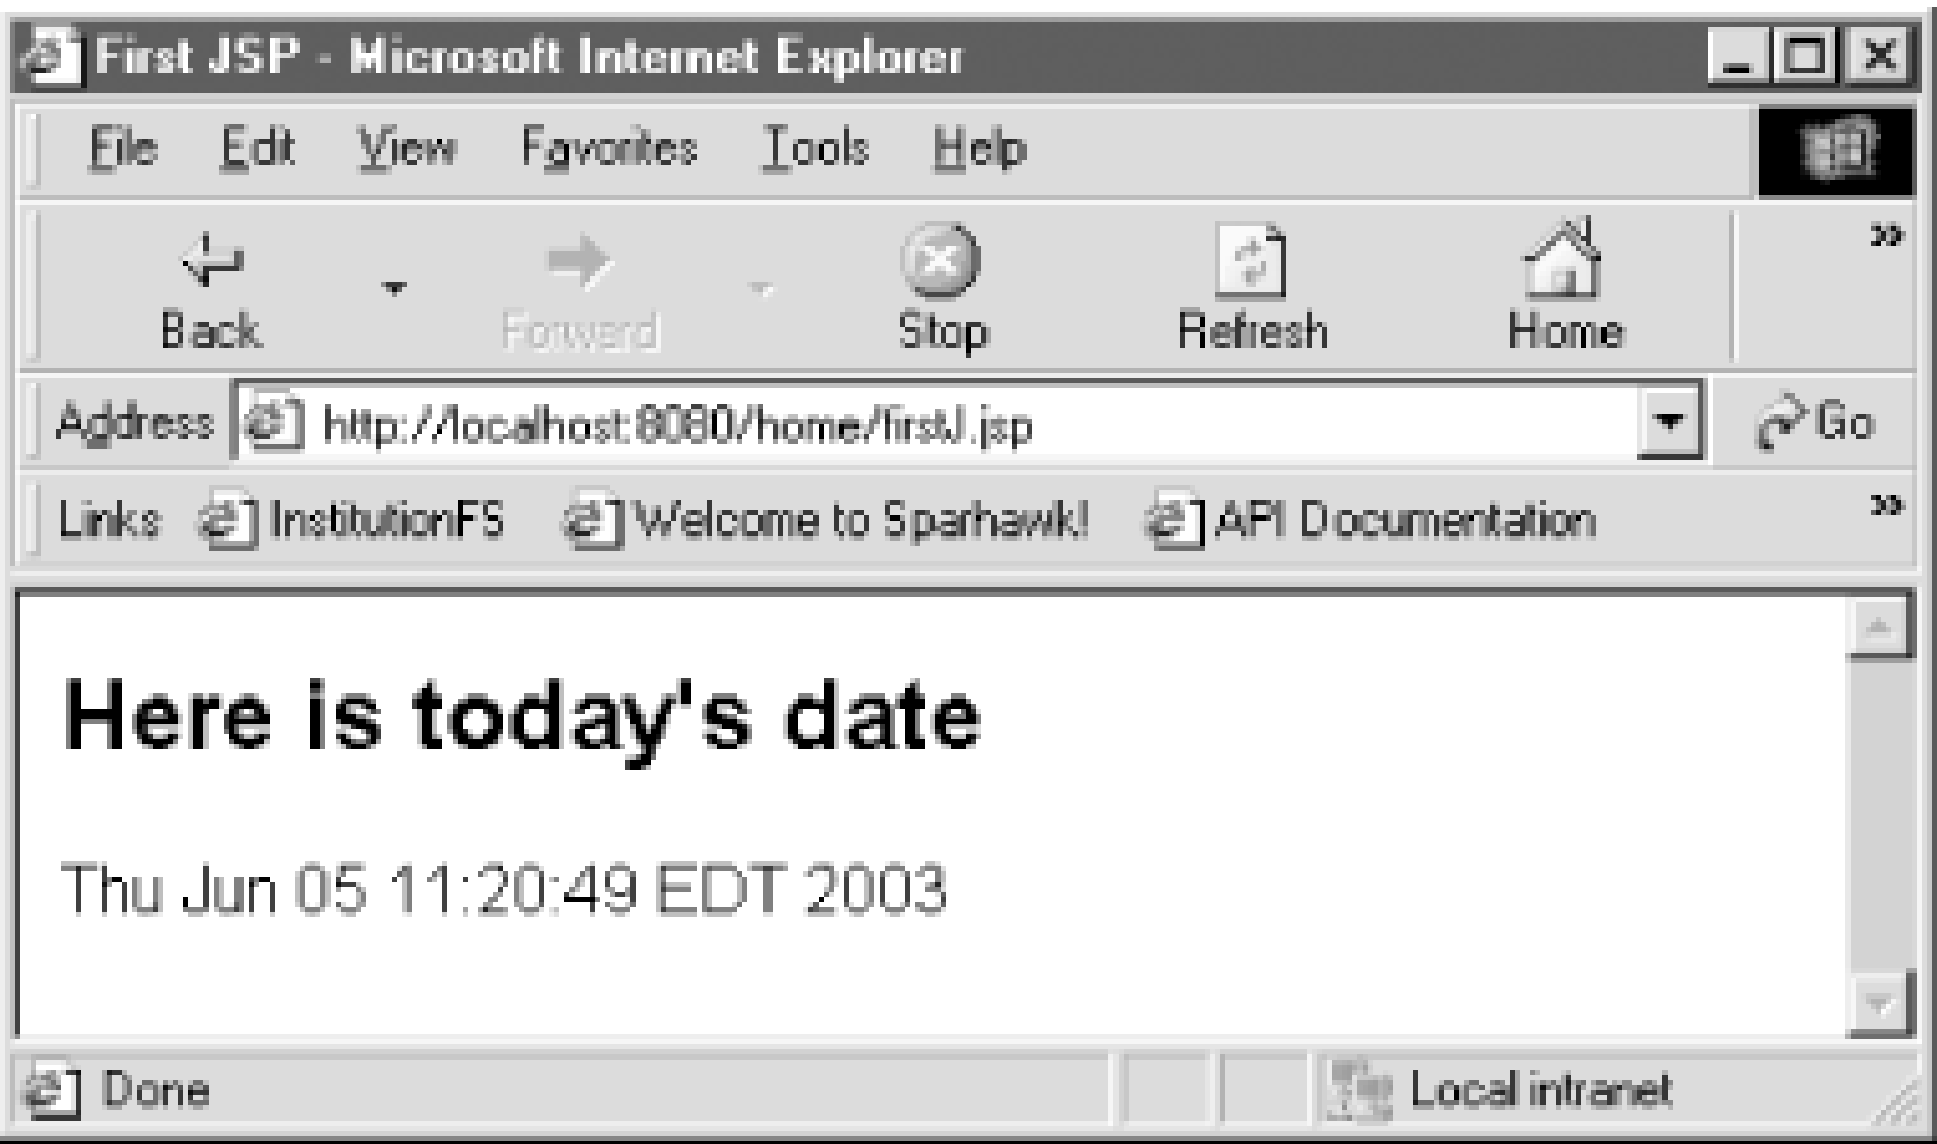 First JSP - Microsoft Internet Explorer
File Edit View Favorites Tools Help
Back Forward Stop Refresh Home »
Address http://localhost:8080/home/firstJ.jsp Go
Links InstitutionFS Welcome to Sparhawk! API Documentation »
Here is today's date
Thu Jun 05 11:20:49 EDT 2003
Done Local intranet